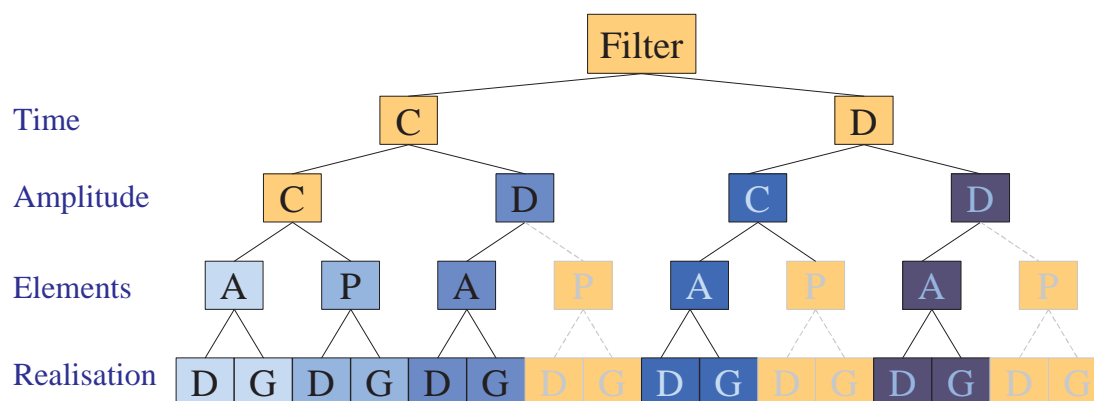 Filter
Time C D
Amplitude C D C D
Elements A P A P A P A P
Realisation D G D G D G D G D G D G D G D G